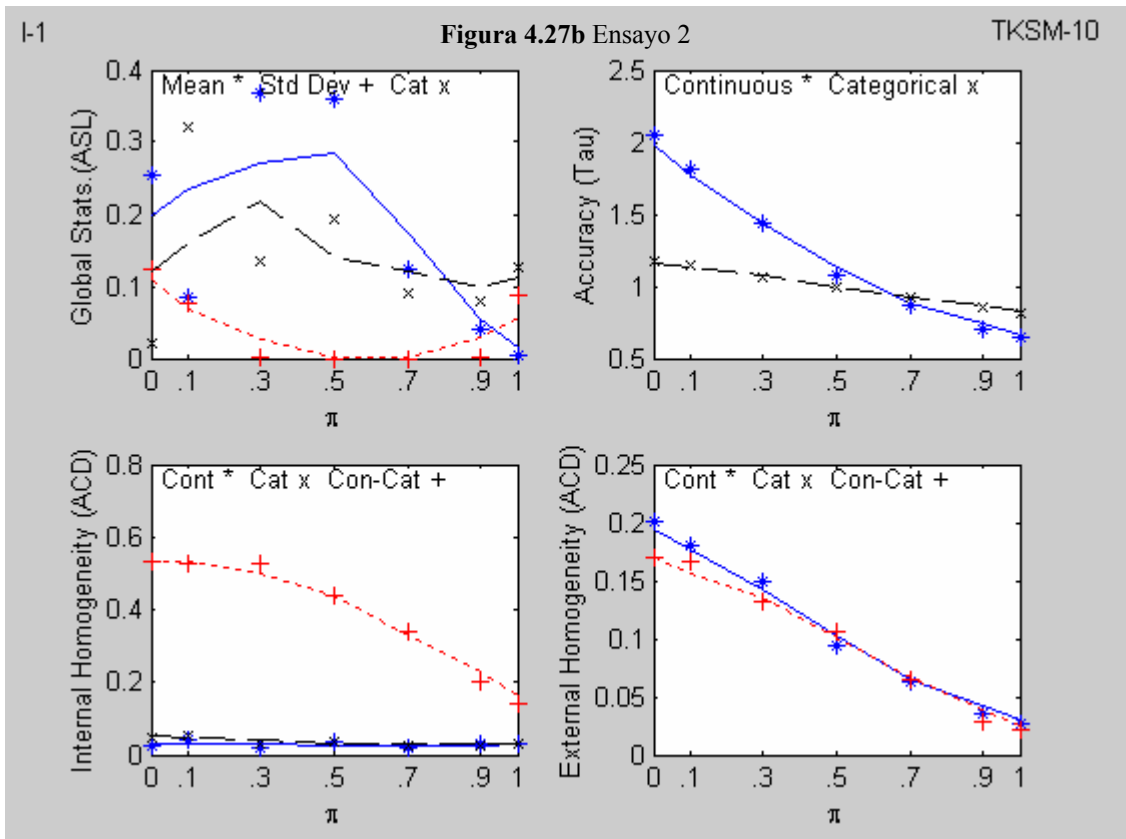 I-1
Figura 4.27b Ensayo 2
TKSM-10
Mean * Std Dev + Cat x
Global Stats.(ASL)
0.4
0.3
0.2
0.1
0
0 .1 .3 .5 .7 .9 1
π
Continuous * Categorical x
Accuracy (Tau)
2.5
2
1.5
1
0.5
0 .1 .3 .5 .7 .9 1
π
Cont * Cat x Con-Cat +
Internal Homogeneity (ACD)
0.8
0.6
0.4
0.2
0
0 .1 .3 .5 .7 .9 1
π
Cont * Cat x Con-Cat +
External Homogeneity (ACD)
0.25
0.2
0.15
0.1
0.05
0
0 .1 .3 .5 .7 .9 1
π